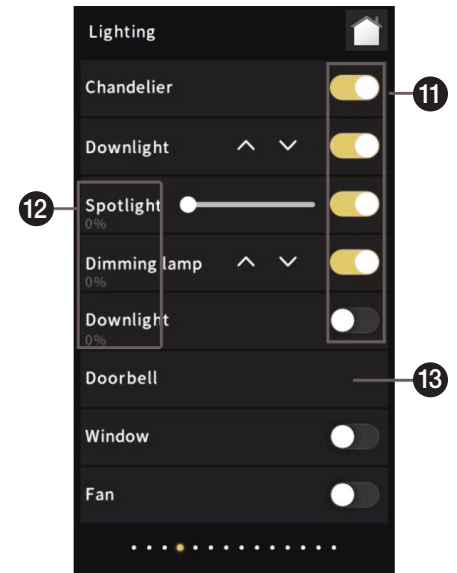 Lighting
Chandelier
11
Downlight
12
Spotlight
0%
Dimming lamp
0%
Downlight
0%
Doorbell
13
Window
Fan